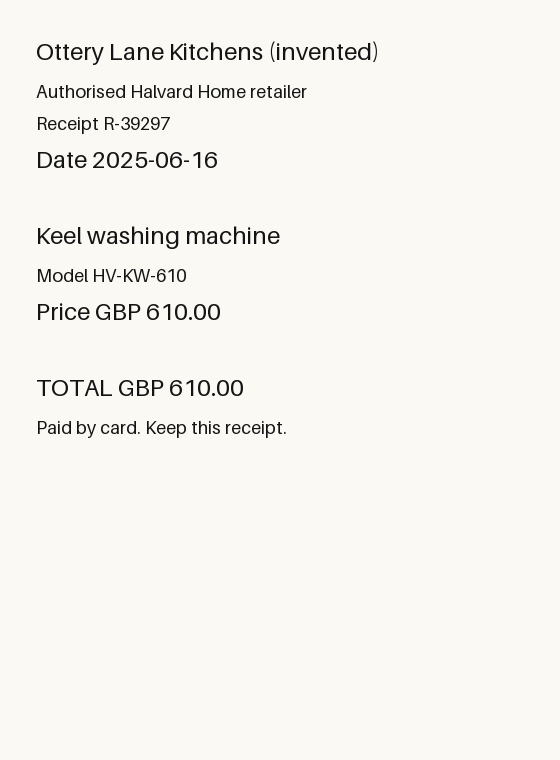 Ottery Lane Kitchens (invented)
Authorised Halvard Home retailer
Receipt R-39297
Date 2025-06-16
Keel washing machine
Model HV-KW-610
Price GBP 610.00
TOTAL GBP 610.00
Paid by card. Keep this receipt.